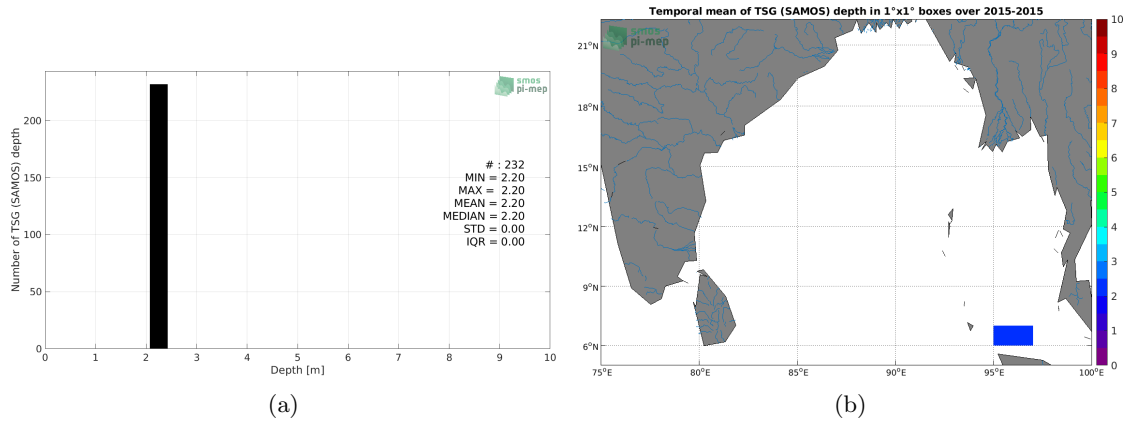 smos
pi-mep
Number of TSG (SAMOS) depth
200
150
100
50
0
# : 232
MIN = 2.20
MAX = 2.20
MEAN = 2.20
MEDIAN = 2.20
STD = 0.00
IQR = 0.00
0 1 2 3 4 5 6 7 8 9 10
Depth [m]
(a)
Temporal mean of TSG (SAMOS) depth in 1°x1° boxes over 2015-2015
smos
pi-mep
21°N
18°N
15°N
12°N
9°N
6°N
75°E 80°E 85°E 90°E 95°E 100°E
10
9
8
7
6
5
4
3
2
1
0
(b)